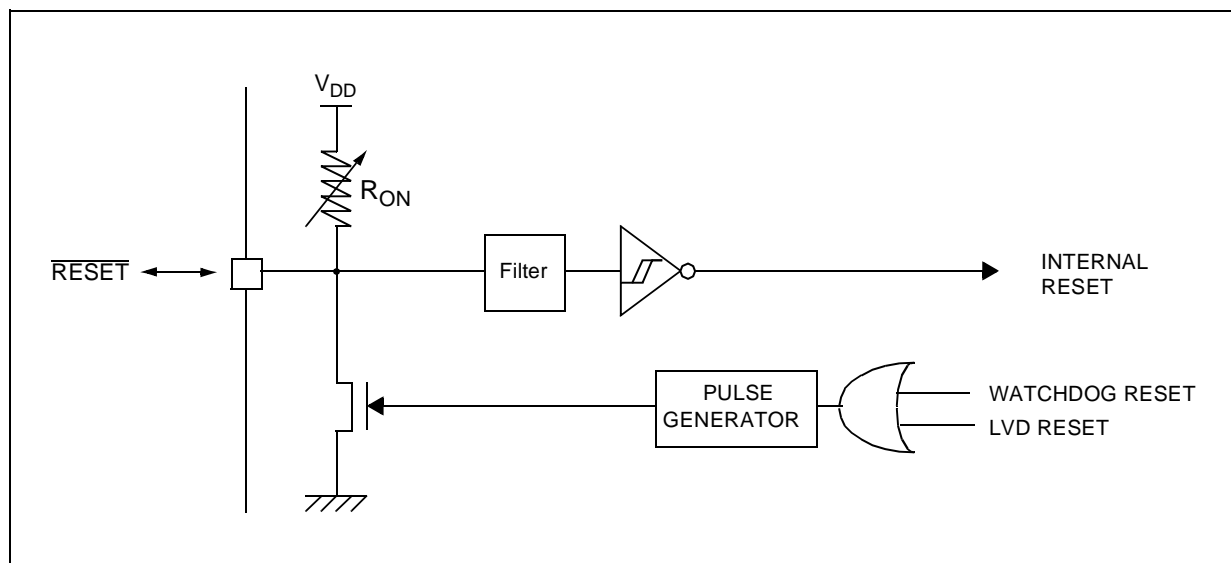 VDD
RON
RESET
Filter
INTERNAL
RESET
PULSE
GENERATOR
WATCHDOG RESET
LVD RESET